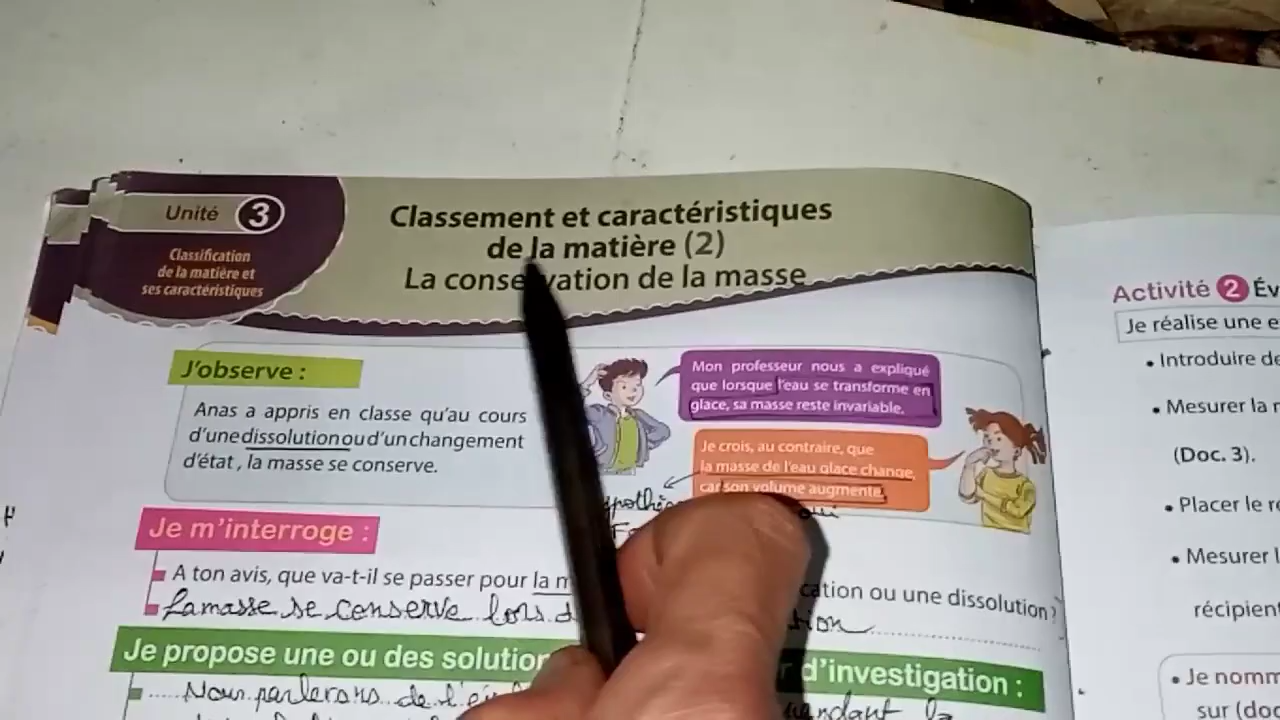 Unité 3
Classification
de la matière et
ses caractéristiques
Classement et caractéristiques
de la matière (2)
La conservation de la masse
J'observe :
Anas a appris en classe qu'au cours
d'une dissolution ou d'un changement
d'état, la masse se conserve.
Mon professeur nous a expliqué
que lorsque l'eau se transforme en
glace, sa masse reste invariable.
Je crois, au contraire, que
la masse de l'eau glace change,
car son volume augmente.
Je m'interroge :
A ton avis, que va-t-il se passer pour la
cation ou une dissolution ?
La masse se conserve lors
Je propose une ou des solution
d'investigation :
Nous parlerons de
pendant la
Activité 2 Év
Je réalise une e
• Introduire de
• Mesurer la
(Doc. 3).
• Placer le r
• Mesurer l
récipient
• Je nomm
sur (doc